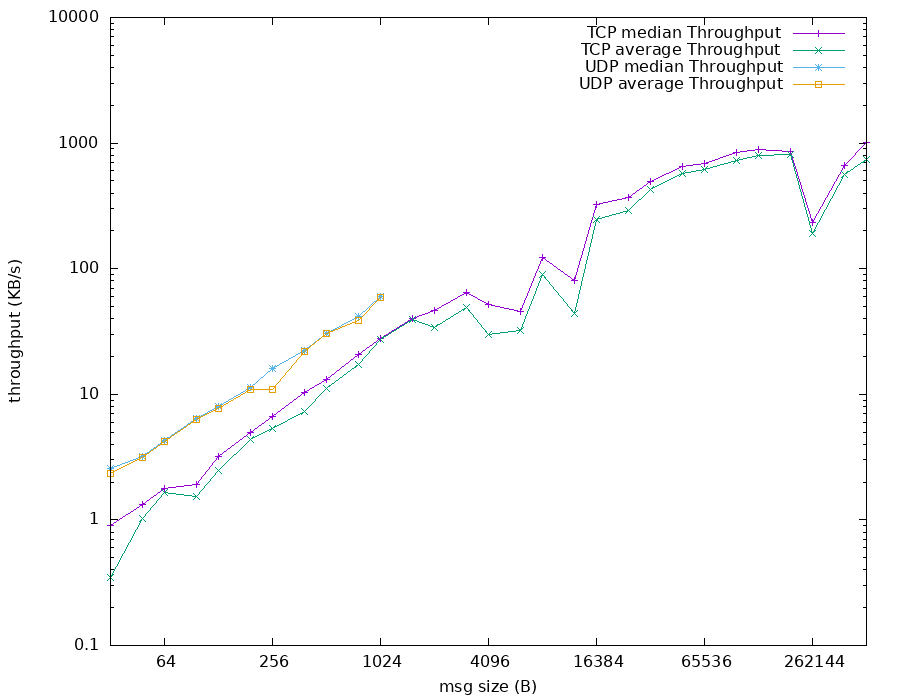 10000
1000
100
10
1
0.1
throughput (KB/s)
TCP median Throughput
TCP average Throughput
UDP median Throughput
UDP average Throughput
64 256 1024 4096 16384 65536 262144
msg size (B)